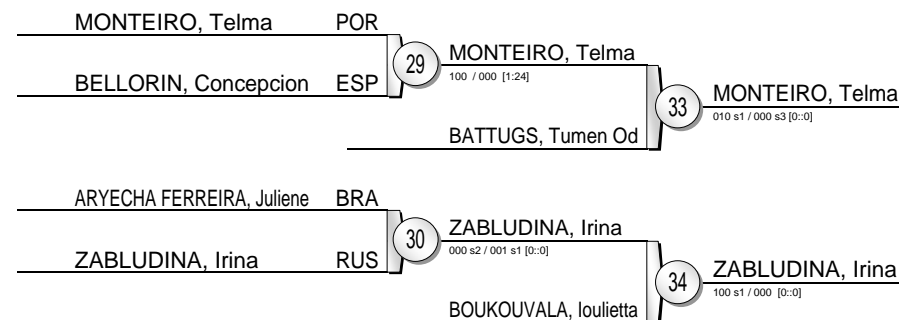 MONTEIRO, Telma POR
29
MONTEIRO, Telma
100 / 000 [1:24]
BELLORIN, Concepcion ESP
33
MONTEIRO, Telma
010 s1 / 000 s3 [0::0]
BATTUGS, Tumen Od
ARYECHA FERREIRA, Juliene BRA
30
ZABLUDINA, Irina
000 s2 / 001 s1 [0::0]
ZABLUDINA, Irina RUS
34
ZABLUDINA, Irina
100 s1 / 000 [0::0]
BOUKOUVALA, Ioulietta